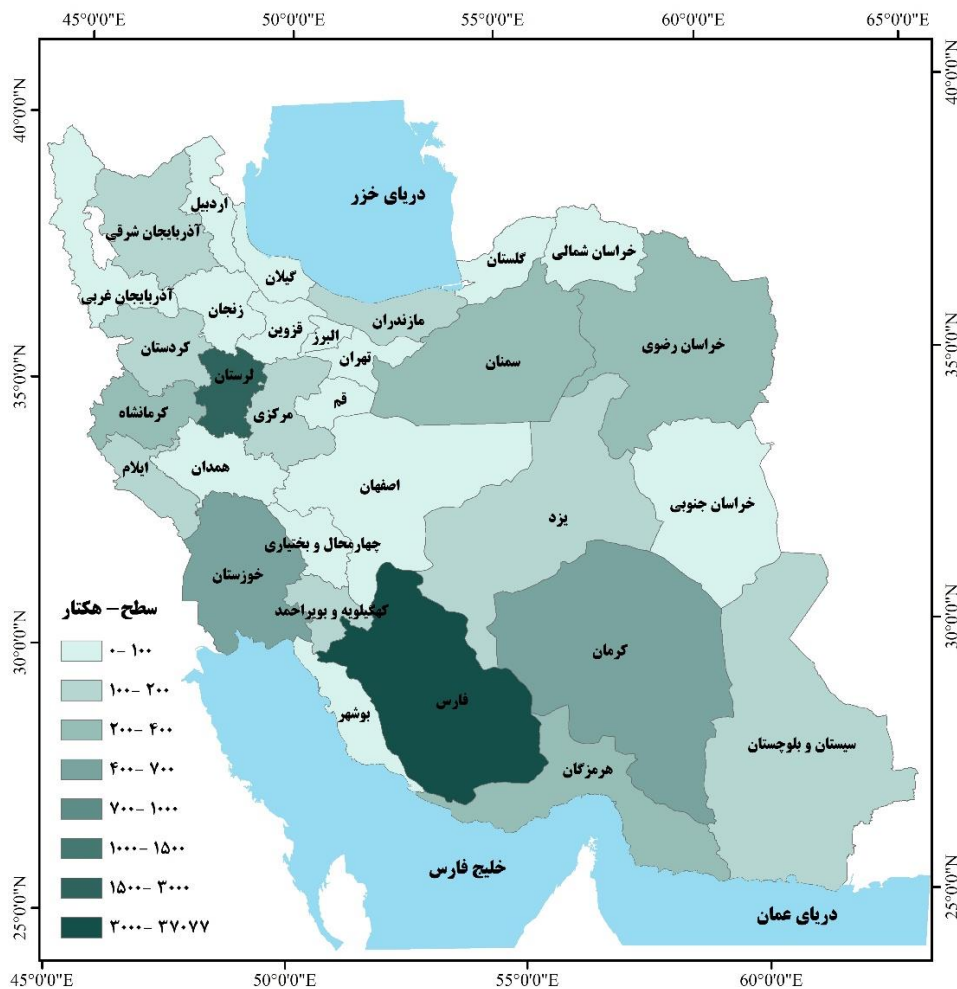 45°0'0"E 50°0'0"E 55°0'0"E 60°0'0"E 65°0'0"E
40°0'0"N
40°0'0"N
35°0'0"N
35°0'0"N
30°0'0"N
30°0'0"N
25°0'0"N
25°0'0"N
دریای خزر
اردبیل
آذربایجان شرقی
گیلان
گلستان
خراسان شمالی
آذربایجان غربی
زنجان
قزوین
البرز
مازندران
تهران
سمنان
خراسان رضوی
کردستان
لرستان
قم
مرکزی
کرمانشاه
ایلام
همدان
اصفهان
یزد
خراسان جنوبی
چهارمحال و بختیاری
خوزستان
کهگیلویه و بویراحمد
کرمان
فارس
بوشهر
هرمزگان
سیستان و بلوچستان
خلیج فارس
دریای عمان
سطح- هکتار
۰- ۱۰۰
۱۰۰- ۲۰۰
۲۰۰- ۴۰۰
۴۰۰- ۷۰۰
۷۰۰- ۱۰۰۰
۱۰۰۰- ۱۵۰۰
۱۵۰۰- ۳۰۰۰
۳۰۰۰- ۳۷۰۷۷
45°0'0"E 50°0'0"E 55°0'0"E 60°0'0"E